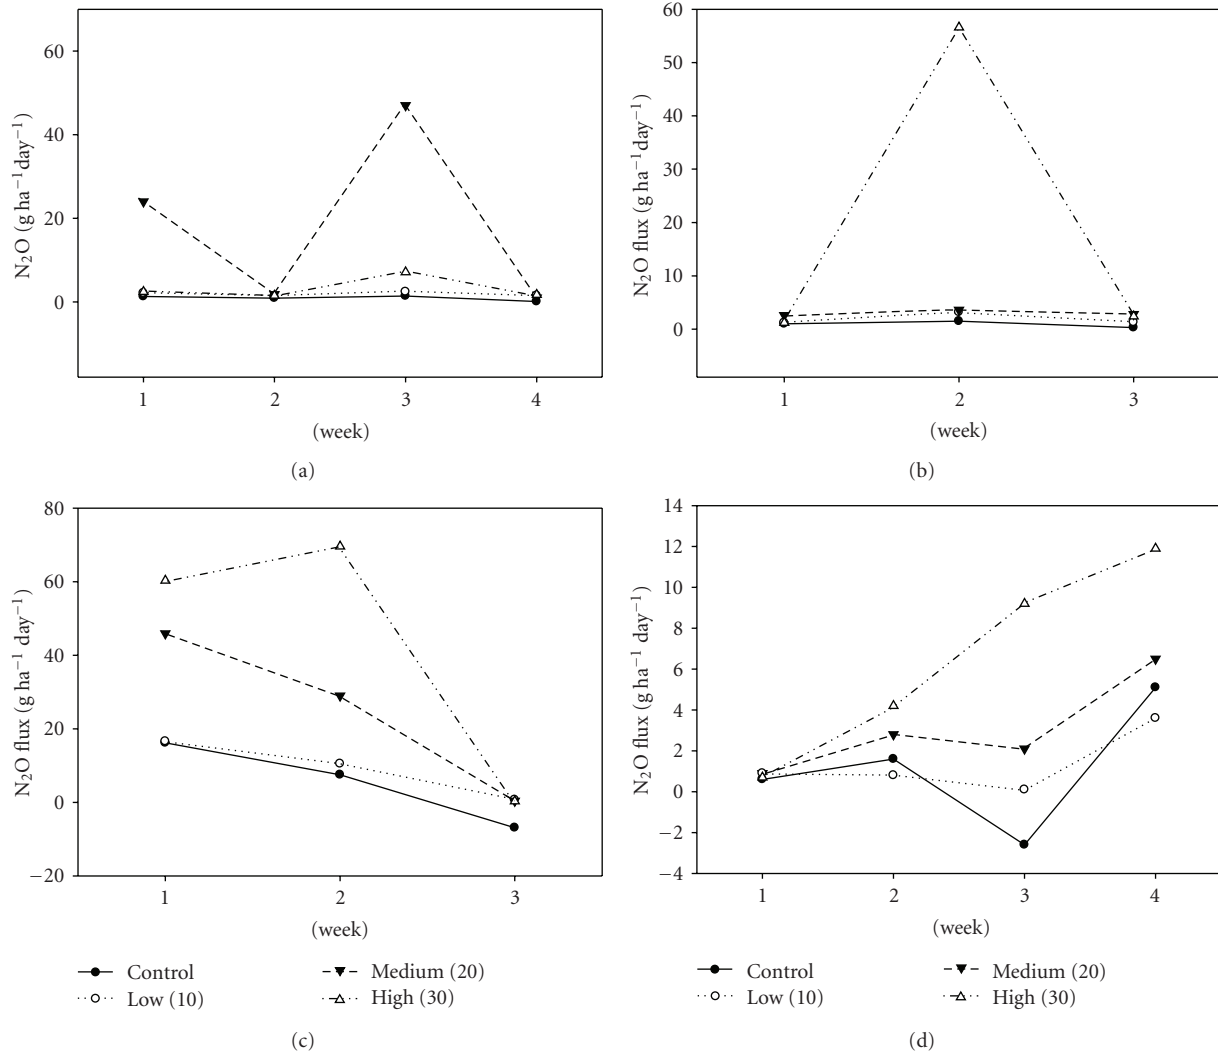 60
40
20
0
N₂O (g ha⁻¹day⁻¹)
1 2 3 4
(week)
(a)
60
50
40
30
20
10
0
N₂O flux (g ha⁻¹day⁻¹)
1 2 3
(week)
(b)
80
60
40
20
0
−20
N₂O flux (g ha⁻¹ day⁻¹)
1 2 3
(week)
Control
Low (10)
Medium (20)
High (30)
(c)
14
12
10
8
6
4
2
0
−2
−4
N₂O flux (g ha⁻¹ day⁻¹)
1 2 3 4
(week)
Control
Low (10)
Medium (20)
High (30)
(d)